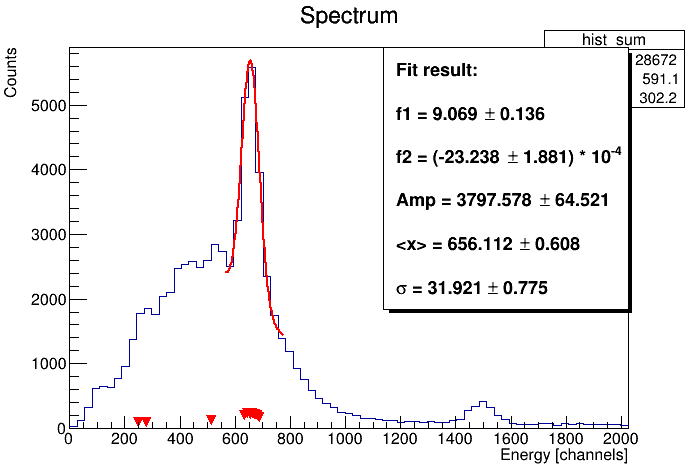 Spectrum
hist_sum
28672
591.1
302.2
Fit result:
f1 = 9.069 ± 0.136
f2 = (-23.238 ± 1.881) * 10^-4
Amp = 3797.578 ± 64.521
<x> = 656.112 ± 0.608
σ = 31.921 ± 0.775
Counts
5000
4000
3000
2000
1000
0
0 200 400 600 800 1000 1200 1400 1600 1800 2000
Energy [channels]